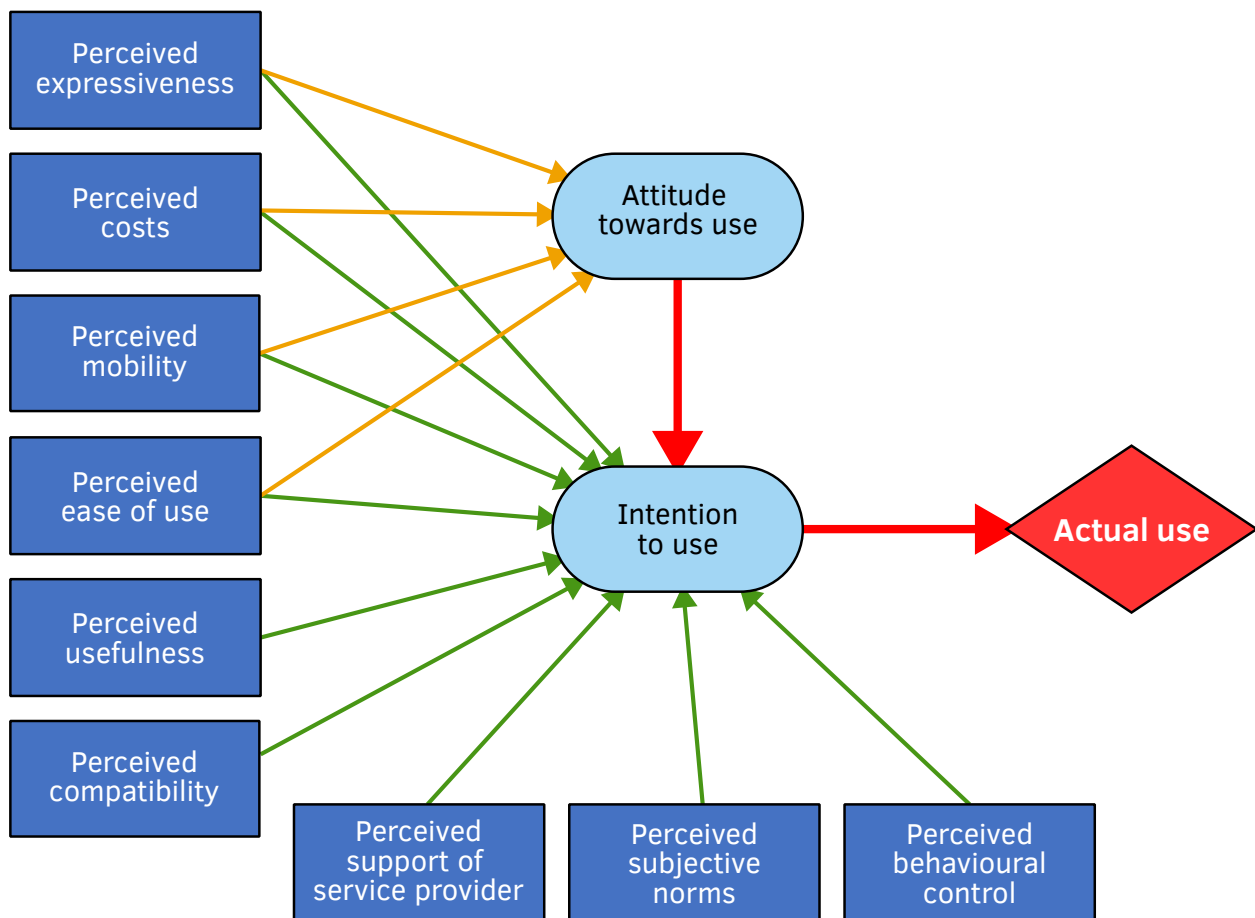 Perceived
expressiveness
Perceived
costs
Perceived
mobility
Perceived
ease of use
Perceived
usefulness
Perceived
compatibility
Attitude
towards use
Intention
to use
Actual use
Perceived
support of
service provider
Perceived
subjective
norms
Perceived
behavioural
control